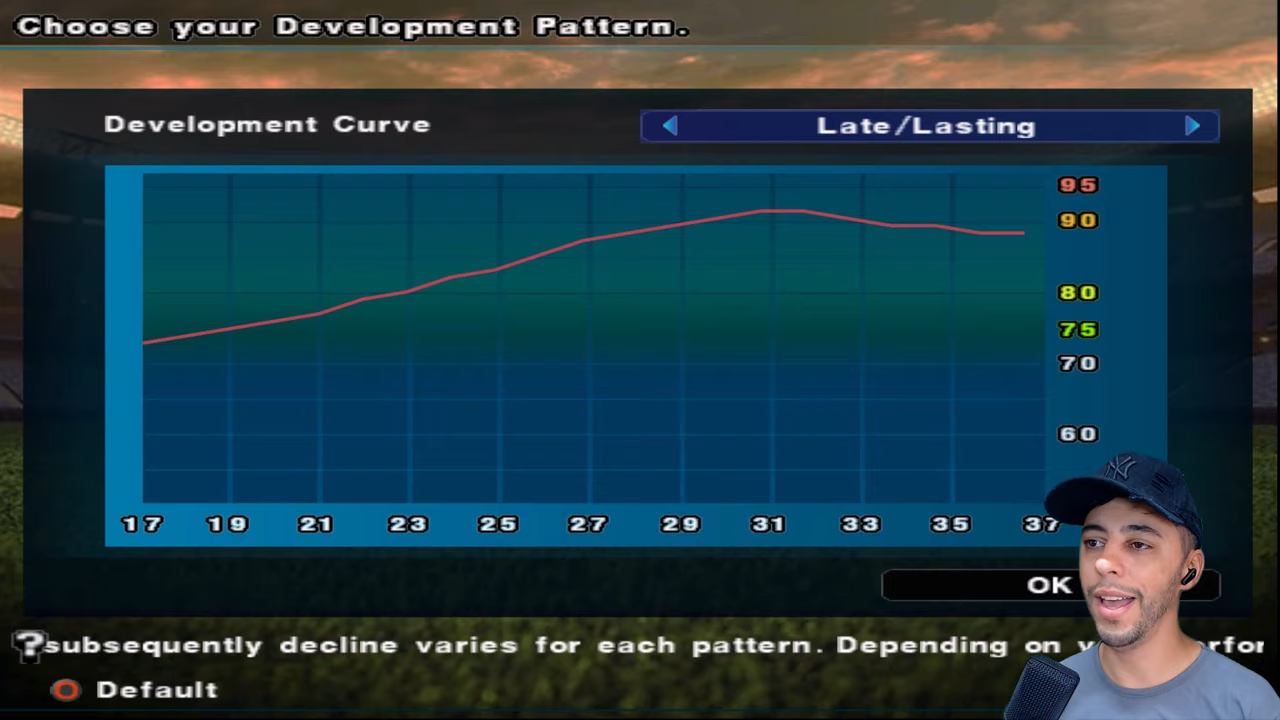 Choose your Development Pattern.
Development Curve
Late/Lasting
95
90
80
75
70
60
17 19 21 23 25 27 29 31 33 35 37
OK
subsequently decline varies for each pattern. Depending on
Default
NY